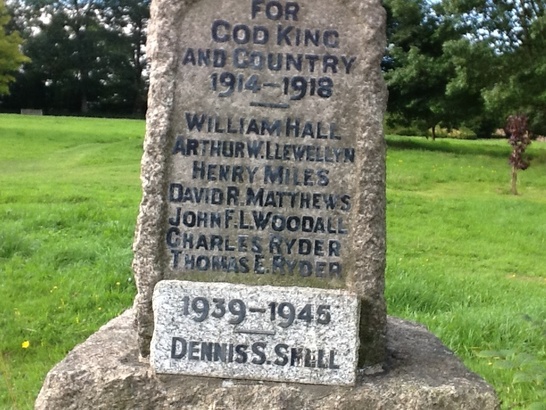 FOR
GOD KING
AND COUNTRY
1914-1918
WILLIAM HALL
ARTHUR W. LLEWELLYN
HENRY MILES
DAVID R. MATTHEWS
JOHN F. L. WOODALL
CHARLES RYDER
THOMAS E. RYDER
1939-1945
DENNIS S. SNELL